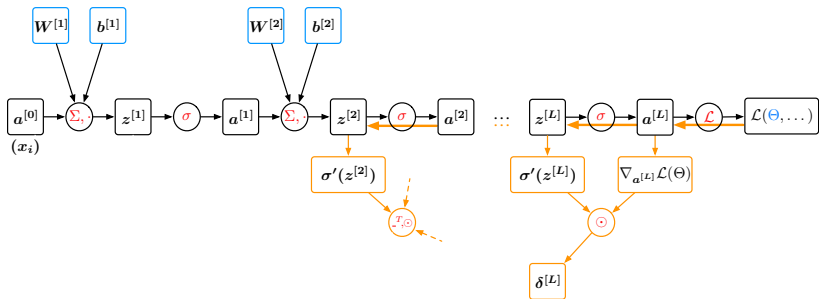 W^{[1]} b^{[1]} W^{[2]} b^{[2]}
a^{[0]} Σ, · z^{[1]} σ a^{[1]} Σ, · z^{[2]} σ a^{[2]} ... z^{[L]} σ a^{[L]} ℒ ℒ(Θ, …)
(x_i)
σ′(z^{[2]}) σ′(z^{[L]}) ∇_{a^{[L]}} ℒ(Θ)
_^T, ⊙ ⊙
δ^{[L]}